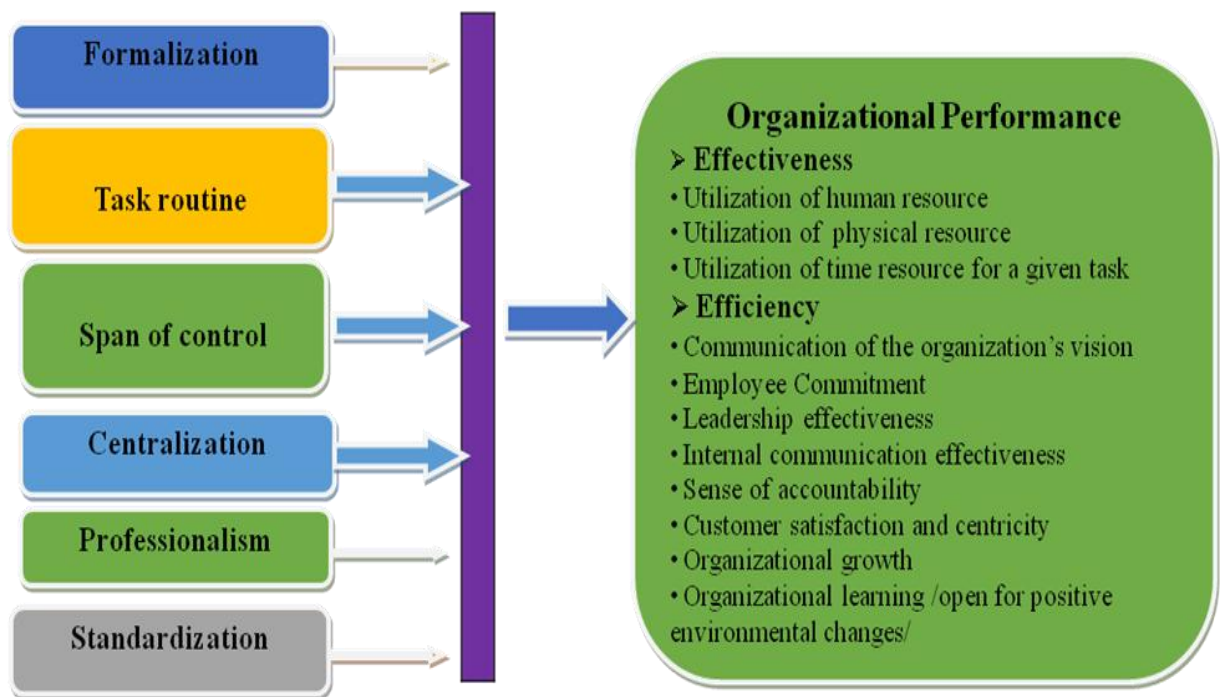 Formalization
Task routine
Span of control
Centralization
Professionalism
Standardization
Organizational Performance
➢ Effectiveness
• Utilization of human resource
• Utilization of physical resource
• Utilization of time resource for a given task
➢ Efficiency
• Communication of the organization’s vision
• Employee Commitment
• Leadership effectiveness
• Internal communication effectiveness
• Sense of accountability
• Customer satisfaction and centricity
• Organizational growth
• Organizational learning /open for positive
environmental changes/